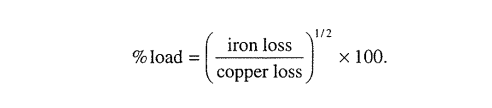 % load = (iron loss / copper loss)^1/2 × 100.